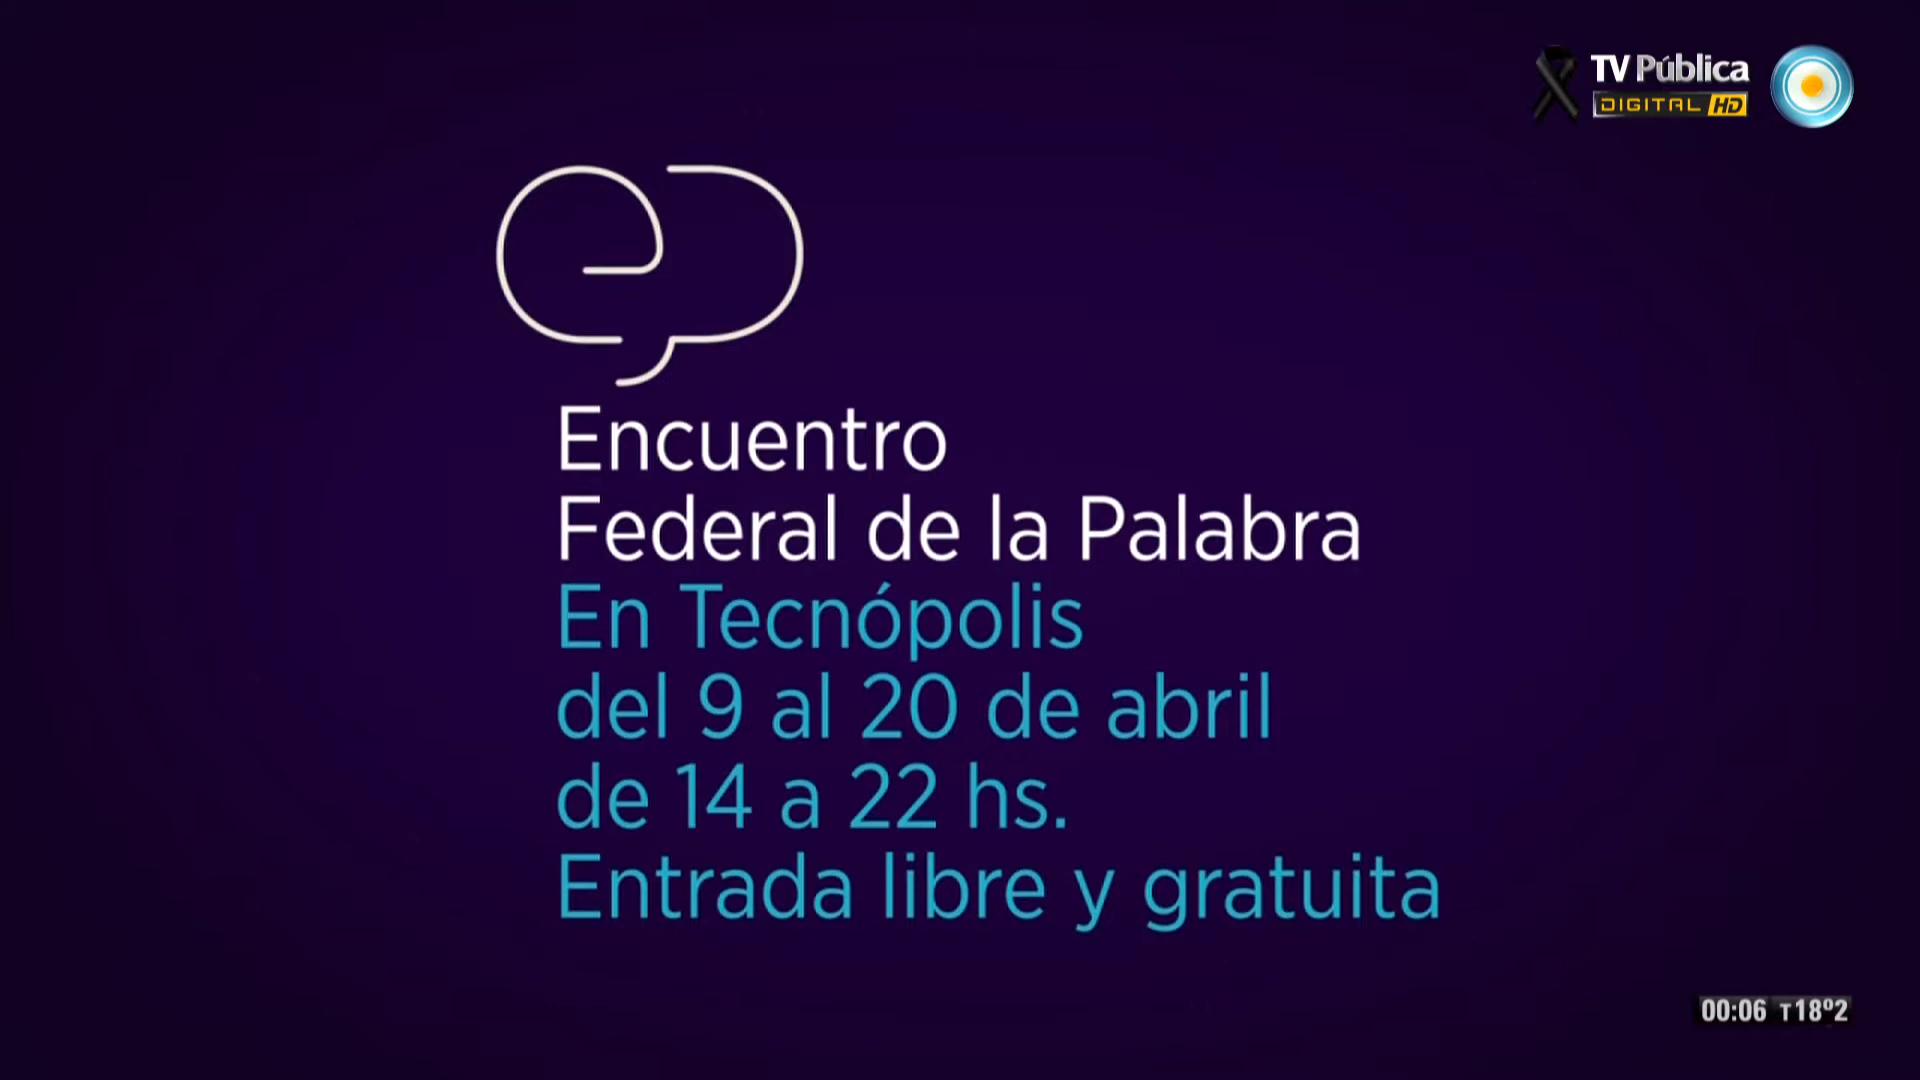 TV Pública
DIGITAL HD
Encuentro
Federal de la Palabra
En Tecnópolis
del 9 al 20 de abril
de 14 a 22 hs.
Entrada libre y gratuita
00:06 T18º2